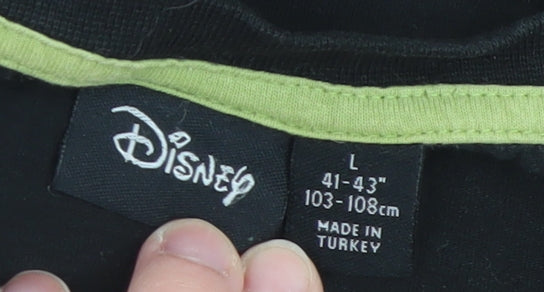 Disney
L
41-43"
103-108cm
MADE IN
TURKEY